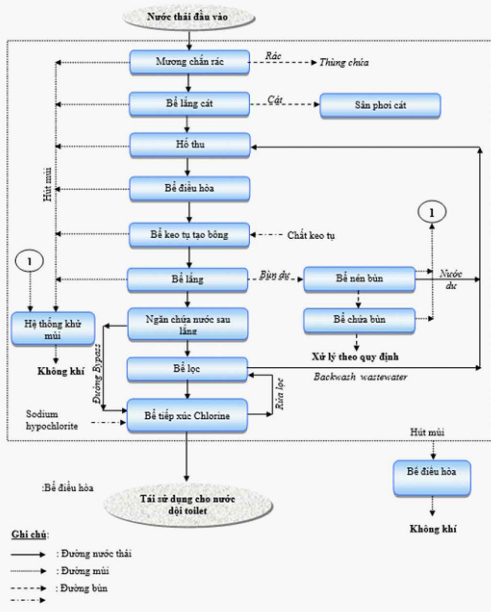 Nước thải đầu vào
Mương chắn rác
Rác
Thùng chứa
Bể lắng cát
Cát
Sân phơi cát
Hố thu
Hút mùi
Bể điều hòa
1
Bể keo tụ tạo bông
Chất keo tụ
1
Bể lắng
Bùn dư
Bể nén bùn
Nước
dư
Hệ thống khử
mùi
Ngăn chứa nước sau
lắng
Bể chứa bùn
Không khí
Đường Bypass
Bể lọc
Xử lý theo quy định
Backwash wastewater
Rửa lọc
Sodium
hypochlorite
Bể tiếp xúc Chlorine
Hút mùi
Bể điều hòa
:Bể điều hòa
Tái sử dụng cho nước
dội toilet
Không khí
Ghi chú:
: Đường nước thải
: Đường mùi
: Đường bùn